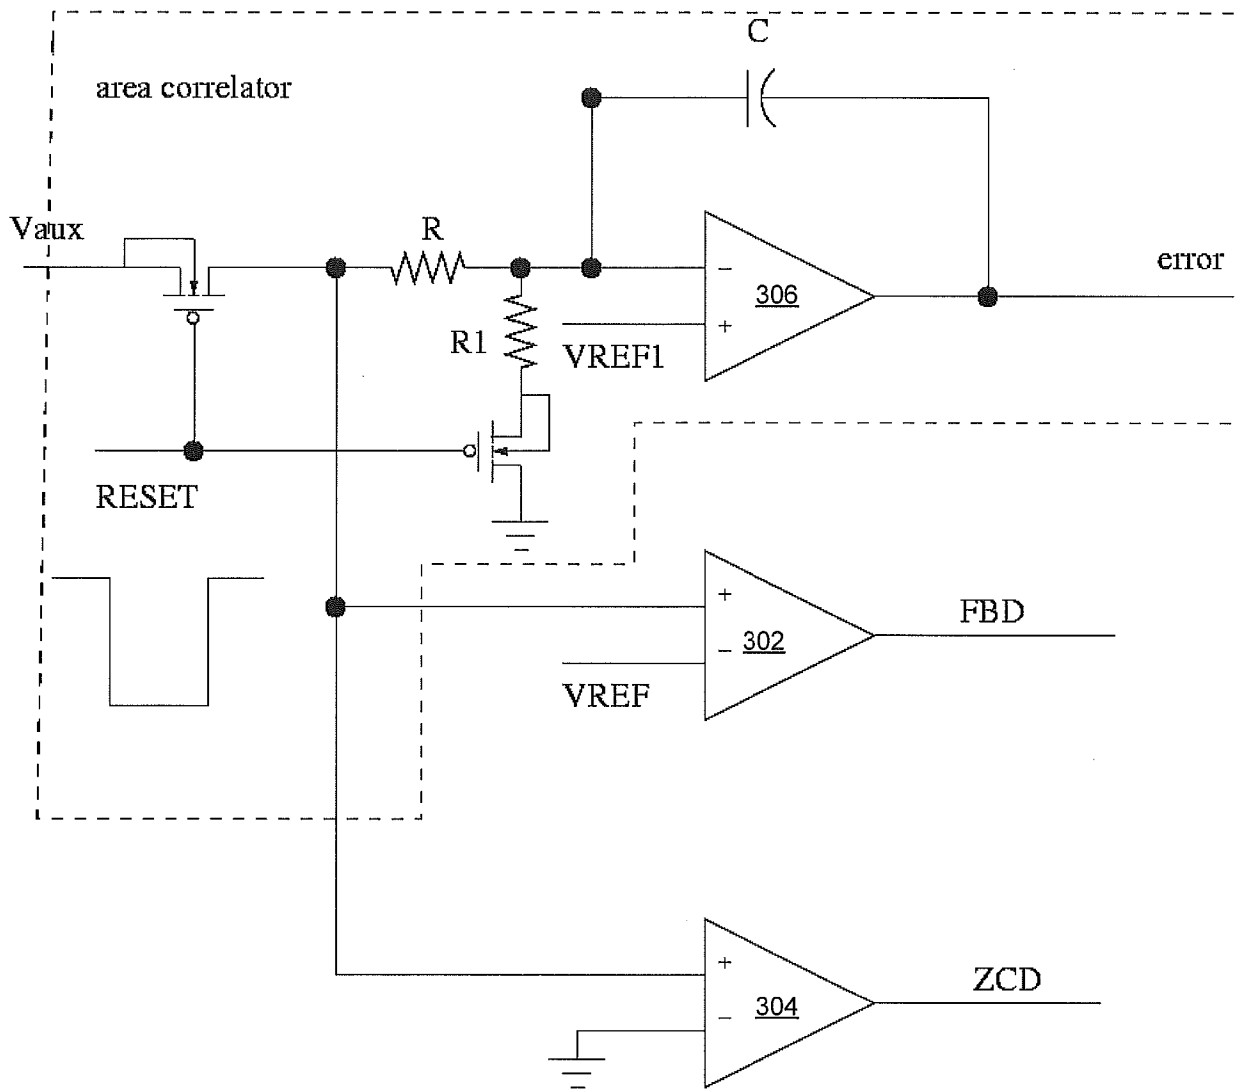 C
area correlator
Vaux
R
−
306
+
error
R1
VREF1
RESET
+
302
−
FBD
VREF
+
304
−
ZCD